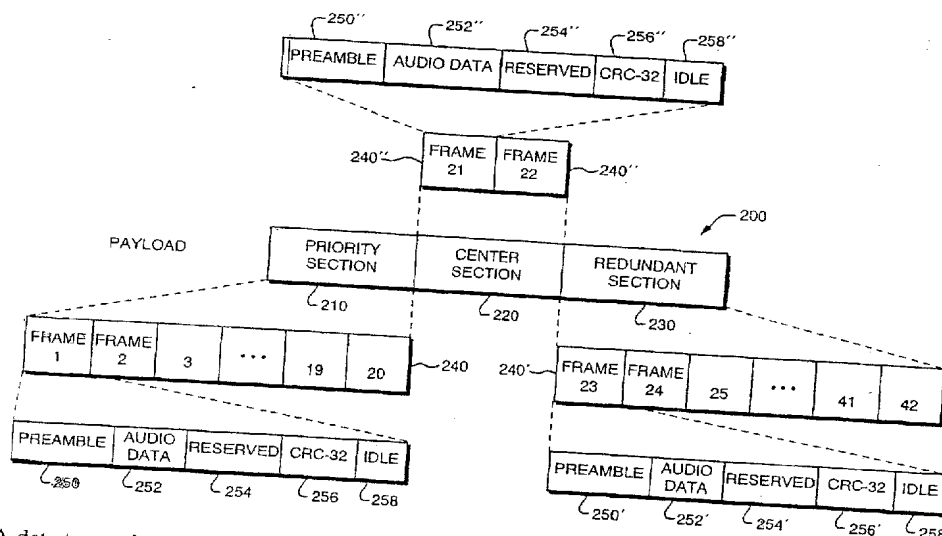 250" 252" 254" 256" 258"
PREAMBLE AUDIO DATA RESERVED CRC-32 IDLE
240" FRAME 21 FRAME 22 240"
200
PAYLOAD PRIORITY SECTION CENTER SECTION REDUNDANT SECTION
210 220 230
FRAME 1 FRAME 2 3 ••• 19 20 240
240' FRAME 23 FRAME 24 25 ••• 41 42
PREAMBLE AUDIO DATA RESERVED CRC-32 IDLE
250 252 254 256 258
PREAMBLE AUDIO DATA RESERVED CRC-32 IDLE
250' 252' 254' 256' 258